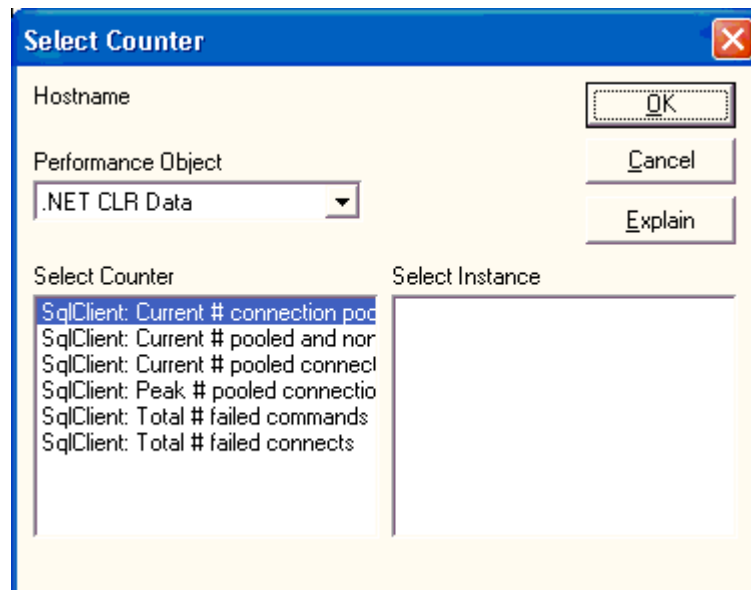 Select Counter
Hostname
OK
Performance Object
Cancel
.NET CLR Data
Explain
Select Counter
Select Instance
SqlClient: Current # connection poo
SqlClient: Current # pooled and nor
SqlClient: Current # pooled connect
SqlClient: Peak # pooled connectio
SqlClient: Total # failed commands
SqlClient: Total # failed connects